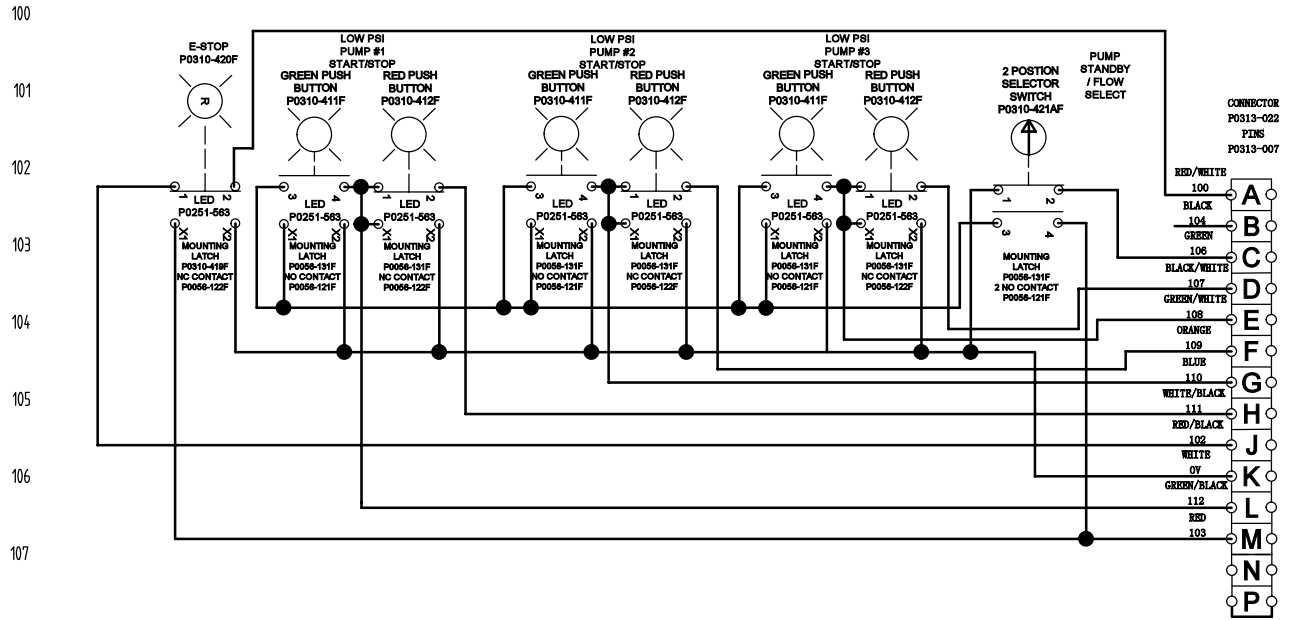 100
101
102
103
104
105
106
107
E-STOP
P0310-420F
R
LOW PSI
PUMP #1
START/STOP
GREEN PUSH
BUTTON
P0310-411F
RED PUSH
BUTTON
P0310-412F
LOW PSI
PUMP #2
START/STOP
GREEN PUSH
BUTTON
P0310-411F
RED PUSH
BUTTON
P0310-412F
LOW PSI
PUMP #3
START/STOP
GREEN PUSH
BUTTON
P0310-411F
RED PUSH
BUTTON
P0310-412F
2 POSTION
SELECTOR
SWITCH
P0310-421AF
PUMP
STANDBY
/ FLOW
SELECT
CONNECTOR
P0313-022
PINS
P0313-007
1 2
LED
P0251-563
X1 X2
MOUNTING
LATCH
P0310-419F
NC CONTACT
P0056-122F
3 4
LED
P0251-563
X1 X2
MOUNTING
LATCH
P0056-131F
NO CONTACT
P0056-121F
1 2
LED
P0251-563
X1 X2
MOUNTING
LATCH
P0056-131F
NC CONTACT
P0056-122F
3 4
LED
P0251-563
X1 X2
MOUNTING
LATCH
P0056-131F
NO CONTACT
P0056-121F
1 2
LED
P0251-563
X1 X2
MOUNTING
LATCH
P0056-131F
NC CONTACT
P0056-122F
3 4
LED
P0251-563
X1 X2
MOUNTING
LATCH
P0056-131F
NO CONTACT
P0056-121F
1 2
LED
P0251-563
X1 X2
MOUNTING
LATCH
P0056-131F
NC CONTACT
P0056-122F
1 2
3 4
MOUNTING
LATCH
P0056-131F
2 NO CONTACT
P0056-121F
RED/WHITE
100 A
BLACK
104 B
GREEN
106 C
BLACK/WHITE
107 D
GREEN/WHITE
108 E
ORANGE
109 F
BLUE
110 G
WHITE/BLACK
111 H
RED/BLACK
102 J
WHITE
0V K
GREEN/BLACK
112 L
RED
103 M
N
P